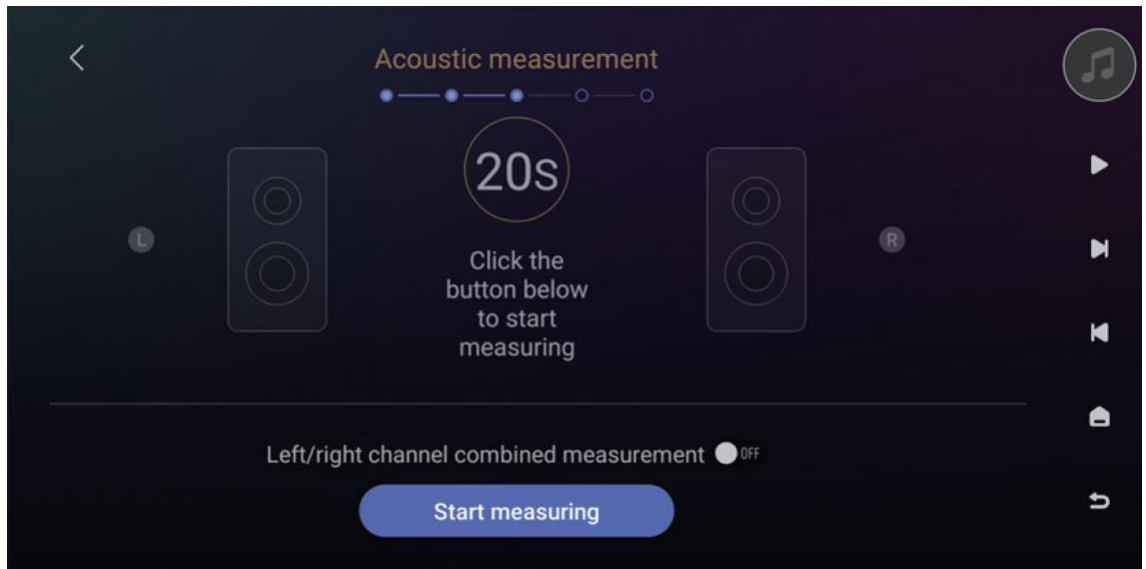 Acoustic measurement
20s
L
R
Click the
button below
to start
measuring
Left/right channel combined measurement OFF
Start measuring